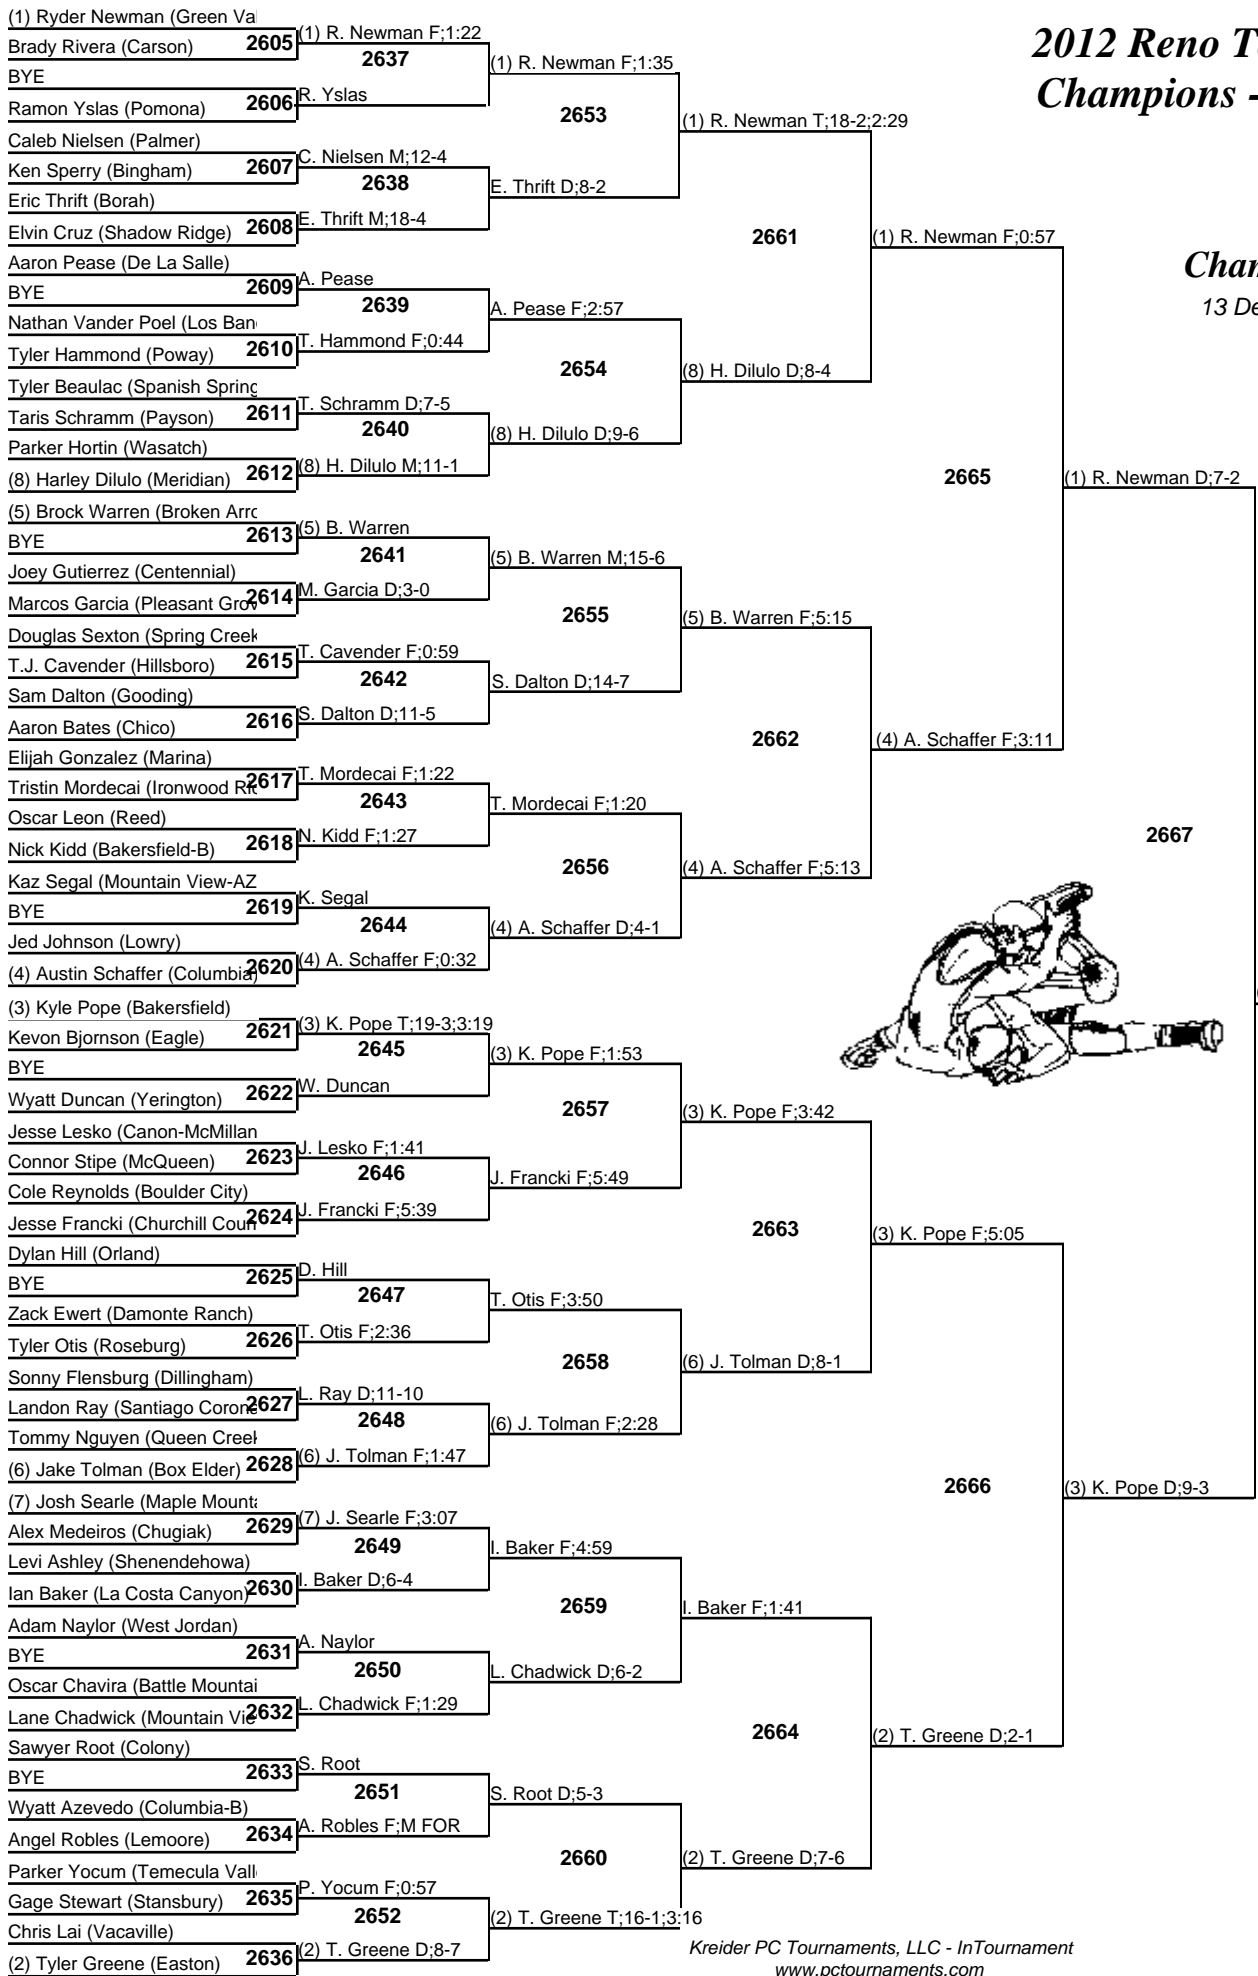 2012 Reno T
Champions -
Cham
13 De
(1) Ryder Newman (Green Val
Brady Rivera (Carson)
BYE
Ramon Yslas (Pomona)
Caleb Nielsen (Palmer)
Ken Sperry (Bingham)
Eric Thrift (Borah)
Elvin Cruz (Shadow Ridge)
Aaron Pease (De La Salle)
BYE
Nathan Vander Poel (Los Ban
Tyler Hammond (Poway)
Tyler Beaulac (Spanish Spring
Taris Schramm (Payson)
Parker Hortin (Wasatch)
(8) Harley Dilulo (Meridian)
(5) Brock Warren (Broken Arro
BYE
Joey Gutierrez (Centennial)
Marcos Garcia (Pleasant Grov
Douglas Sexton (Spring Creek
T.J. Cavender (Hillsboro)
Sam Dalton (Gooding)
Aaron Bates (Chico)
Elijah Gonzalez (Marina)
Tristin Mordecai (Ironwood Rid
Oscar Leon (Reed)
Nick Kidd (Bakersfield-B)
Kaz Segal (Mountain View-AZ
BYE
Jed Johnson (Lowry)
(4) Austin Schaffer (Columbia)
(3) Kyle Pope (Bakersfield)
Kevon Bjornson (Eagle)
BYE
Wyatt Duncan (Yerington)
Jesse Lesko (Canon-McMillan
Connor Stipe (McQueen)
Cole Reynolds (Boulder City)
Jesse Francki (Churchill Coun
Dylan Hill (Orland)
BYE
Zack Ewert (Damonte Ranch)
Tyler Otis (Roseburg)
Sonny Flensburg (Dillingham)
Landon Ray (Santiago Corona
Tommy Nguyen (Queen Creek
(6) Jake Tolman (Box Elder)
(7) Josh Searle (Maple Mounta
Alex Medeiros (Chugiak)
Levi Ashley (Shenendehowa)
Ian Baker (La Costa Canyon)
Adam Naylor (West Jordan)
BYE
Oscar Chavira (Battle Mountai
Lane Chadwick (Mountain Vie
Sawyer Root (Colony)
BYE
Wyatt Azevedo (Columbia-B)
Angel Robles (Lemoore)
Parker Yocum (Temecula Vall
Gage Stewart (Stansbury)
Chris Lai (Vacaville)
(2) Tyler Greene (Easton)
2605
2606
2607
2608
2609
2610
2611
2612
2613
2614
2615
2616
2617
2618
2619
2620
2621
2622
2623
2624
2625
2626
2627
2628
2629
2630
2631
2632
2633
2634
2635
2636
(1) R. Newman F;1:22
2637
R. Yslas
C. Nielsen M;12-4
2638
E. Thrift M;18-4
A. Pease
2639
T. Hammond F;0:44
T. Schramm D;7-5
2640
(8) H. Dilulo M;11-1
(5) B. Warren
2641
M. Garcia D;3-0
T. Cavender F;0:59
2642
S. Dalton D;11-5
T. Mordecai F;1:22
2643
N. Kidd F;1:27
K. Segal
2644
(4) A. Schaffer F;0:32
(3) K. Pope T;19-3;3:19
2645
W. Duncan
J. Lesko F;1:41
2646
J. Francki F;5:39
D. Hill
2647
T. Otis F;2:36
L. Ray D;11-10
2648
(6) J. Tolman F;1:47
(7) J. Searle F;3:07
2649
I. Baker D;6-4
A. Naylor
2650
L. Chadwick F;1:29
S. Root
2651
A. Robles F;M FOR
P. Yocum F;0:57
2652
(2) T. Greene D;8-7
(1) R. Newman F;1:35
2653
E. Thrift D;8-2
A. Pease F;2:57
2654
(8) H. Dilulo D;9-6
(5) B. Warren M;15-6
2655
S. Dalton D;14-7
T. Mordecai F;1:20
2656
(4) A. Schaffer D;4-1
(3) K. Pope F;1:53
2657
J. Francki F;5:49
T. Otis F;3:50
2658
(6) J. Tolman F;2:28
I. Baker F;4:59
2659
L. Chadwick D;6-2
S. Root D;5-3
2660
(2) T. Greene T;16-1;3:16
(1) R. Newman T;18-2;2:29
2661
(8) H. Dilulo D;8-4
(5) B. Warren F;5:15
2662
(4) A. Schaffer F;5:13
(3) K. Pope F;3:42
2663
(6) J. Tolman D;8-1
I. Baker F;1:41
2664
(2) T. Greene D;7-6
(1) R. Newman F;0:57
2665
(4) A. Schaffer F;3:11
(3) K. Pope F;5:05
2666
(2) T. Greene D;2-1
(1) R. Newman D;7-2
2667
(3) K. Pope D;9-3
Kreider PC Tournaments, LLC - InTournament
www.pctournaments.com